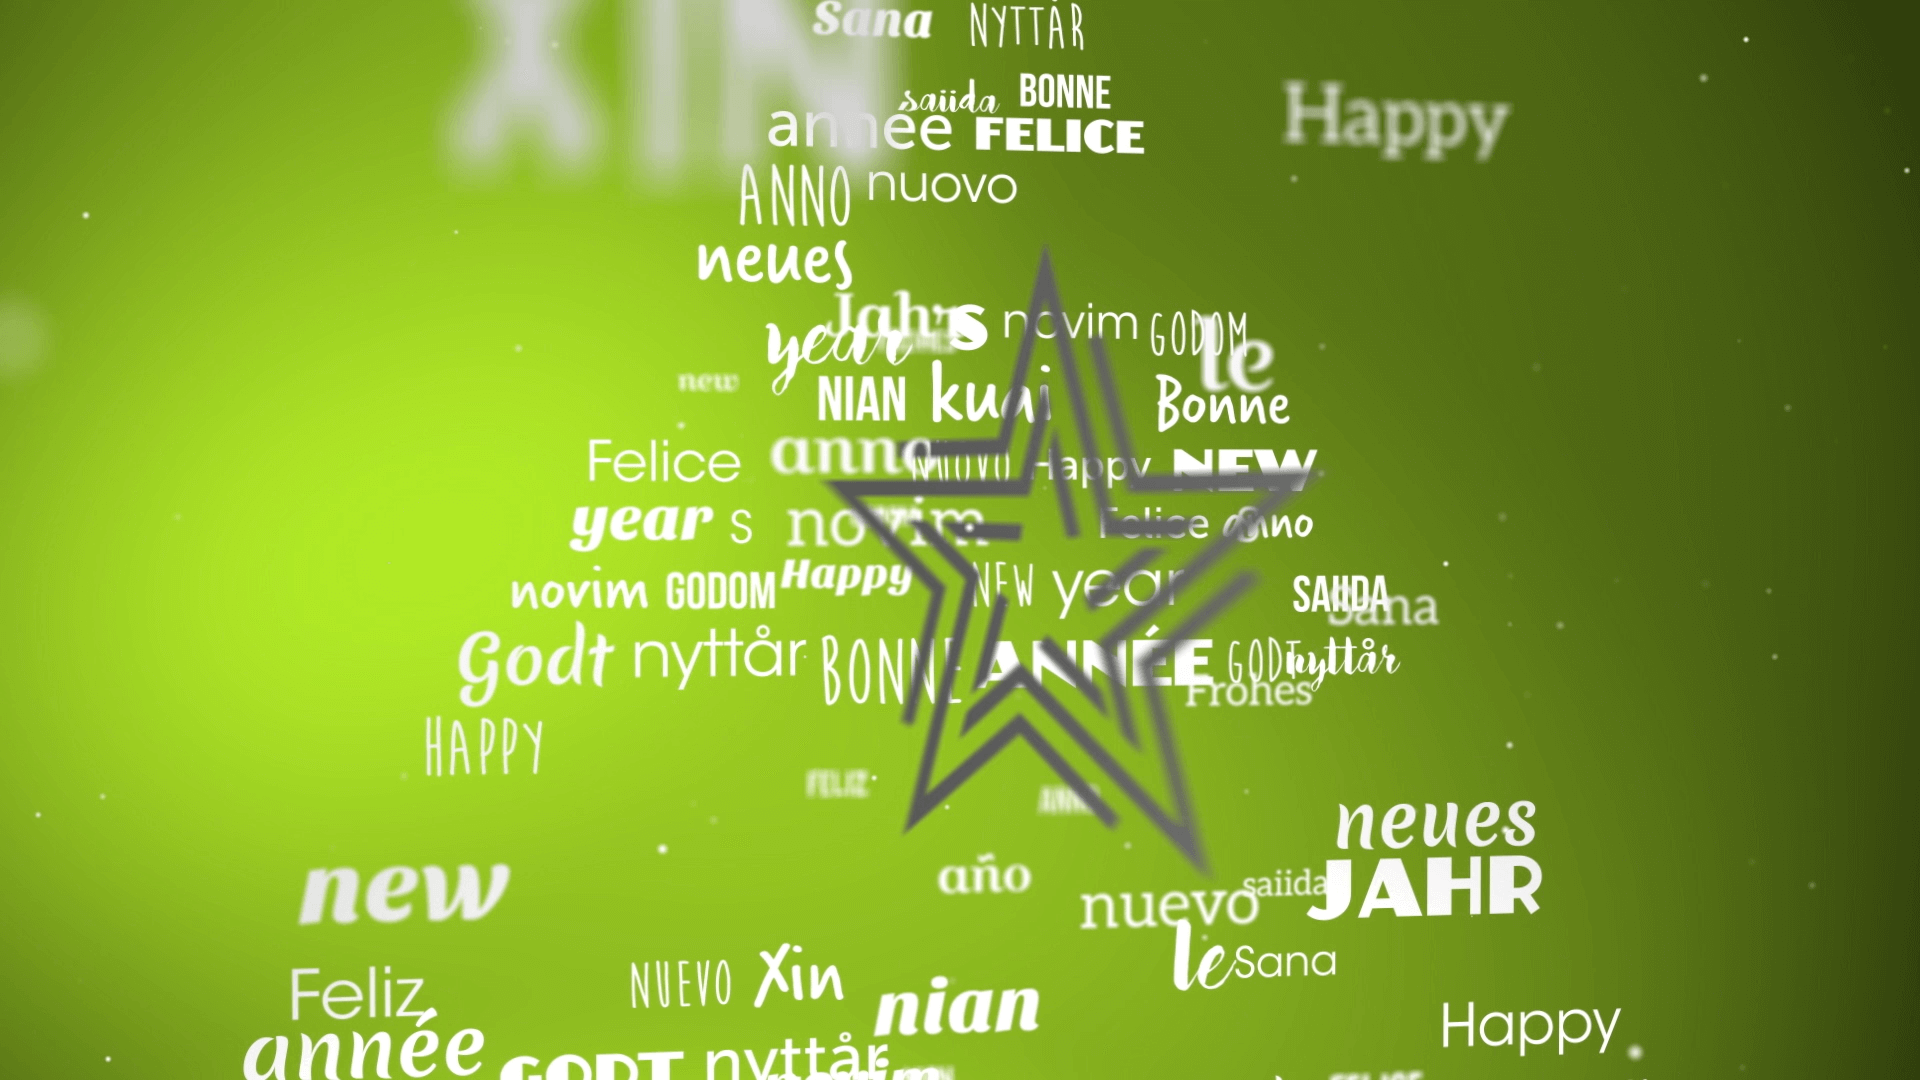 XIN
Sana NYTTÅR
saiida BONNE
année FELICE
Happy
ANNO nuovo
neues
Jahr s novim GODOM
year le
new NIAN kuai Bonne
Felice anno NUOVO Happy NEW
year s novim Felice anno
novim GODOM Happy NEW year SAIIDA
Sana
Godt nyttår BONNE ANNÉE GODT nyttår
Frohes
HAPPY
FELIZ
ANNO
neues
new año nuevo saiida JAHR
le Sana
Feliz NUEVO Xin nian
Happy
année GODT nyttår
novim
FELICE